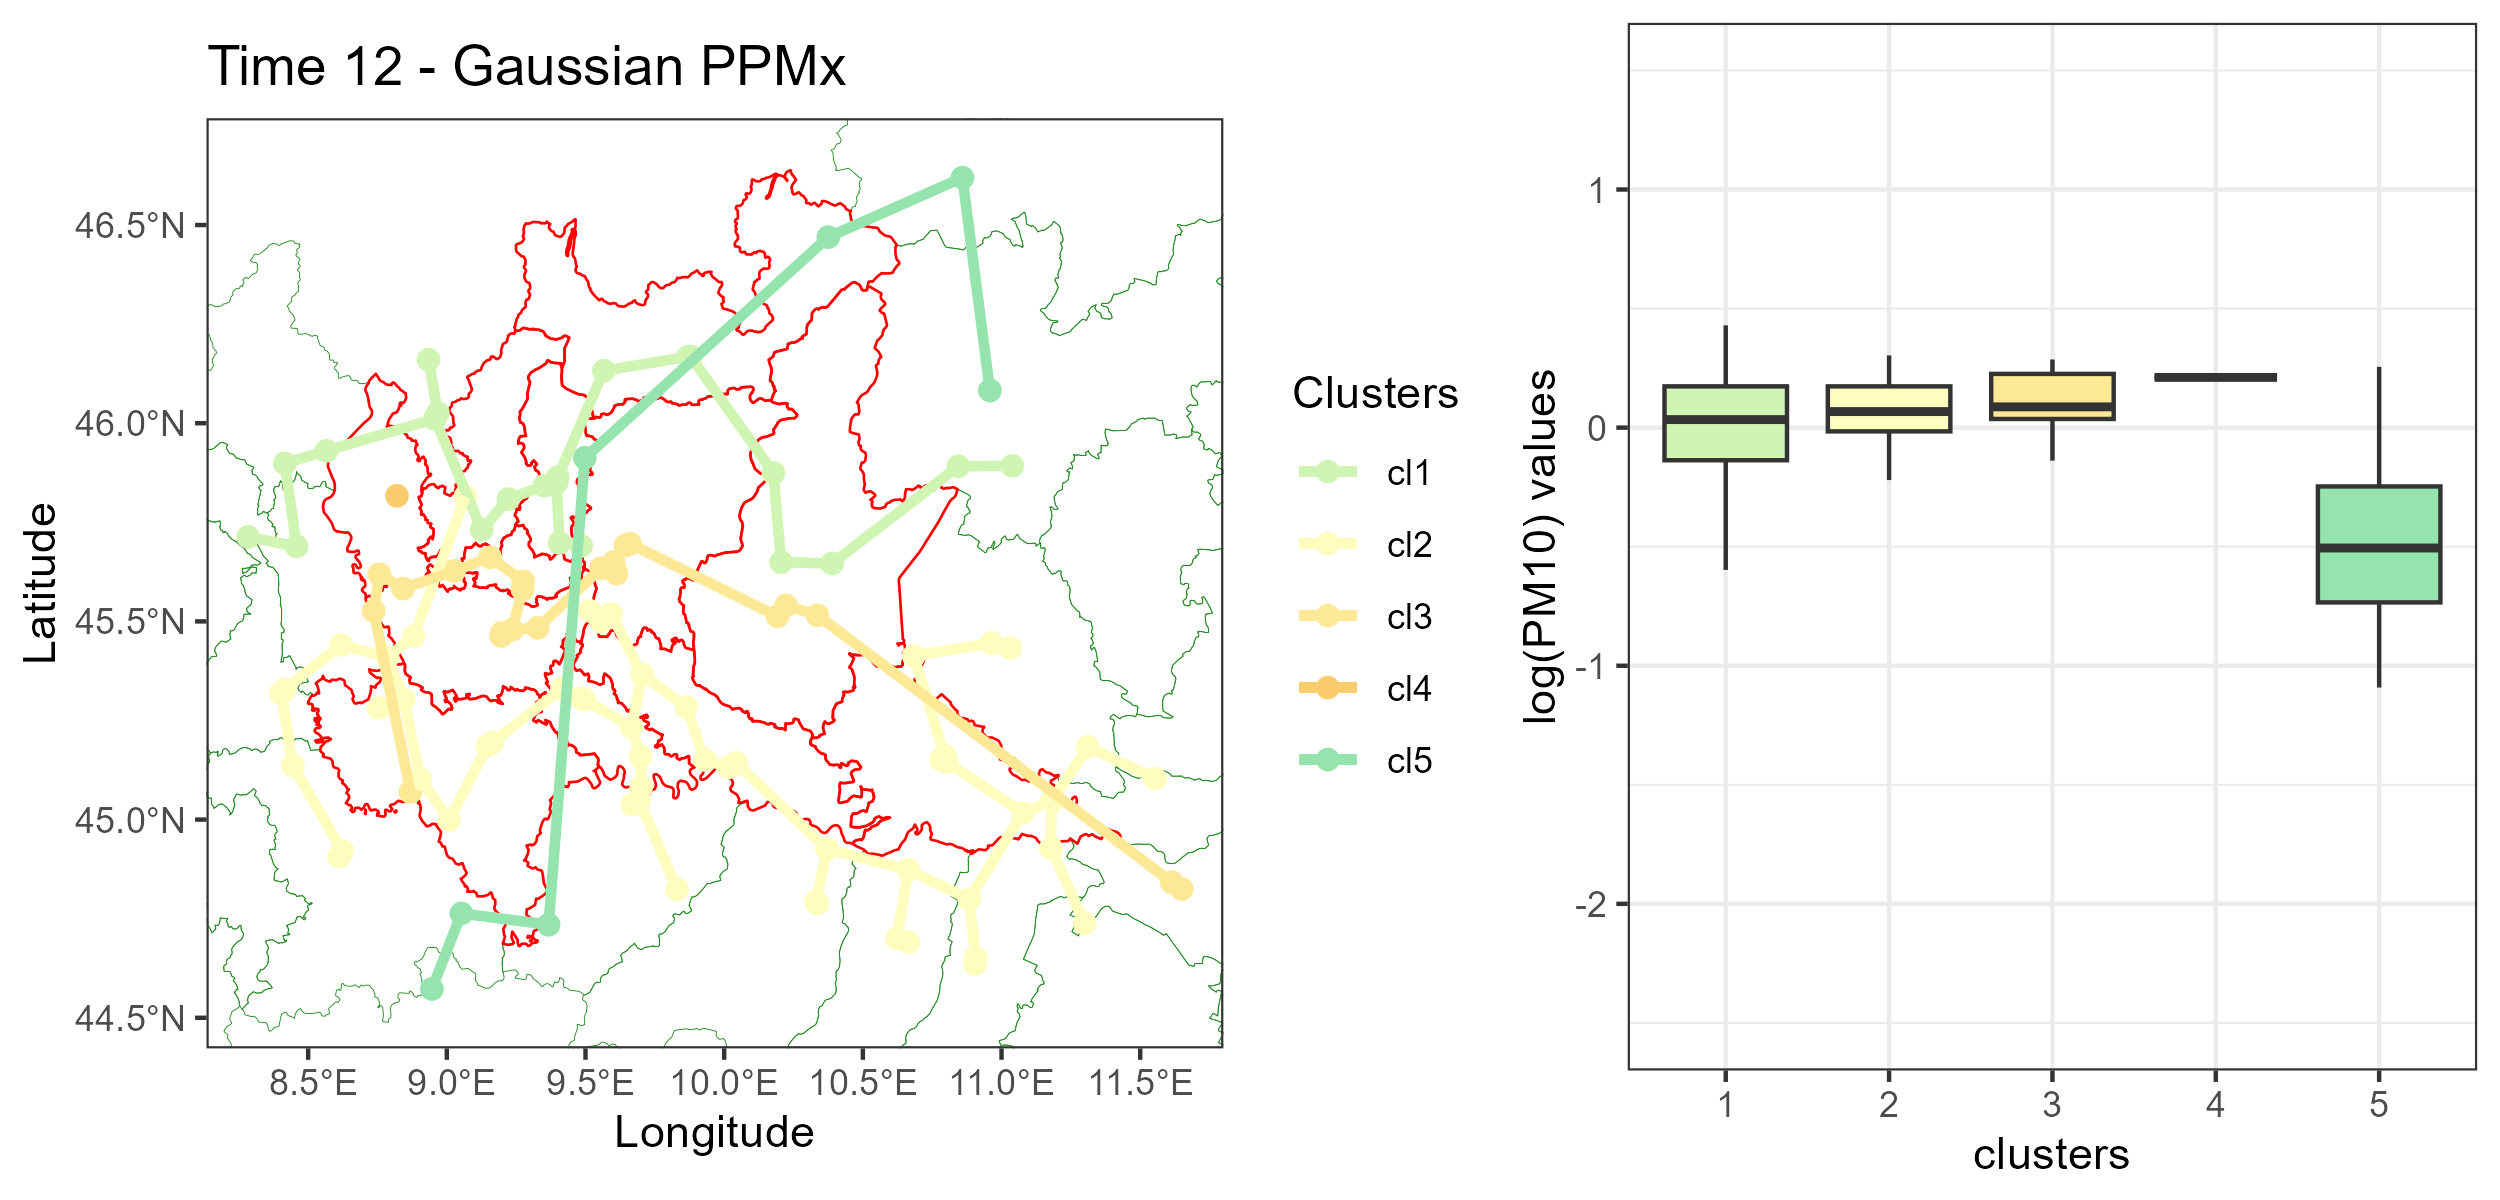 Time 12 - Gaussian PPMx
Latitude
46.5°N
46.0°N
45.5°N
45.0°N
44.5°N
8.5°E 9.0°E 9.5°E 10.0°E 10.5°E 11.0°E 11.5°E
Longitude
Clusters
cl1
cl2
cl3
cl4
cl5
log(PM10) values
1
0
-1
-2
1 2 3 4 5
clusters